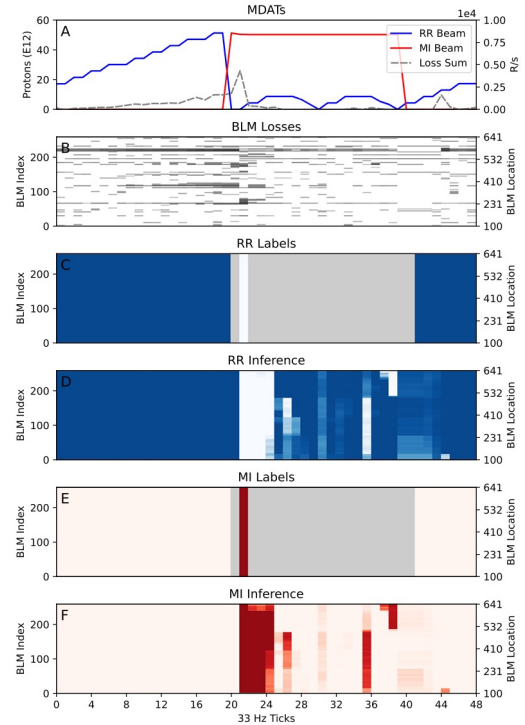 MDATs
1e4
A
60
40
20
0
Protons (E12)
RR Beam
MI Beam
Loss Sum
1.00
0.75
0.50
0.25
0.00
R/s
BLM Losses
B
200
100
0
BLM Index
641
532
410
231
100
BLM Location
RR Labels
C
200
100
0
BLM Index
641
532
410
231
100
BLM Location
RR Inference
D
200
100
0
BLM Index
641
532
410
231
100
BLM Location
MI Labels
E
200
100
0
BLM Index
641
532
410
231
100
BLM Location
MI Inference
F
200
100
0
BLM Index
641
532
410
231
100
BLM Location
0 4 8 12 16 20 24 28 32 36 40 44 48
33 Hz Ticks